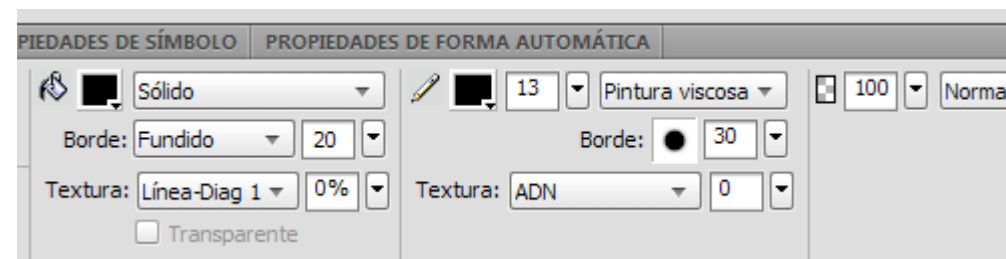 PIEDADES DE SÍMBOLO PROPIEDADES DE FORMA AUTOMÁTICA
Sólido 13 Pintura viscosa 100 Norma
Borde: Fundido 20 Borde: 30
Textura: Línea-Diag 1 0% Textura: ADN 0
Transparente